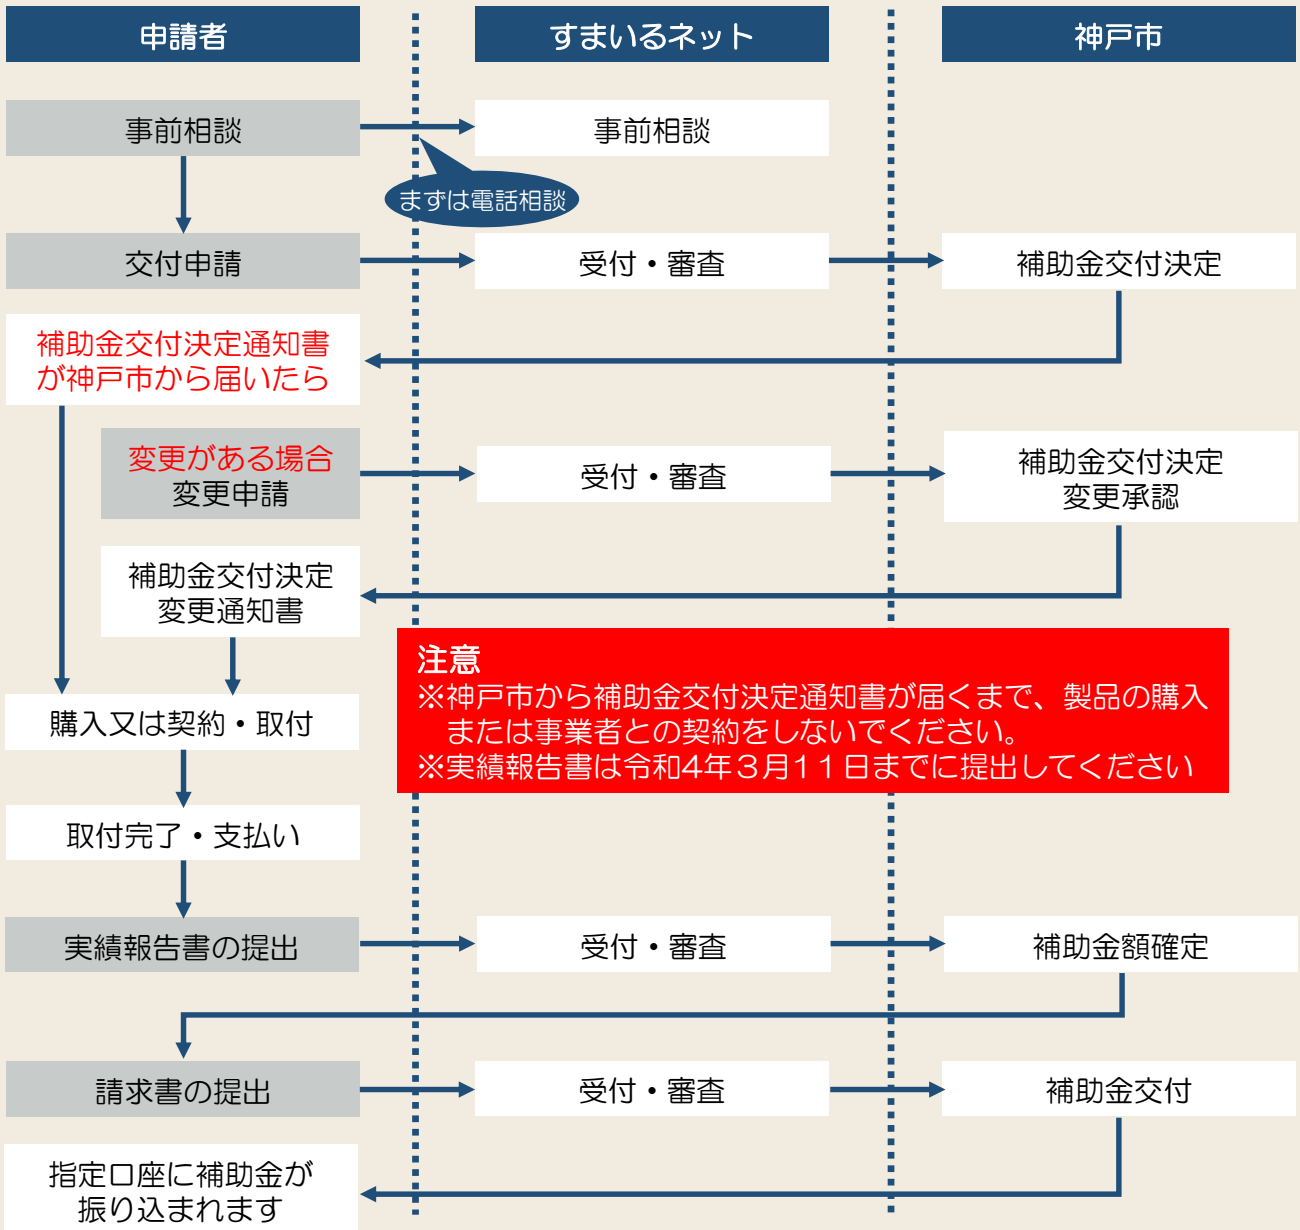 申請者
すまいるネット
神戸市
事前相談
事前相談
まずは電話相談
交付申請
受付・審査
補助金交付決定
補助金交付決定通知書
が神戸市から届いたら
変更がある場合
変更申請
受付・審査
補助金交付決定
変更承認
補助金交付決定
変更通知書
注意
※神戸市から補助金交付決定通知書が届くまで、製品の購入
または事業者との契約をしないでください。
※実績報告書は令和4年３月１１日までに提出してください
購入又は契約・取付
取付完了・支払い
実績報告書の提出
受付・審査
補助金額確定
請求書の提出
受付・審査
補助金交付
指定口座に補助金が
振り込まれます